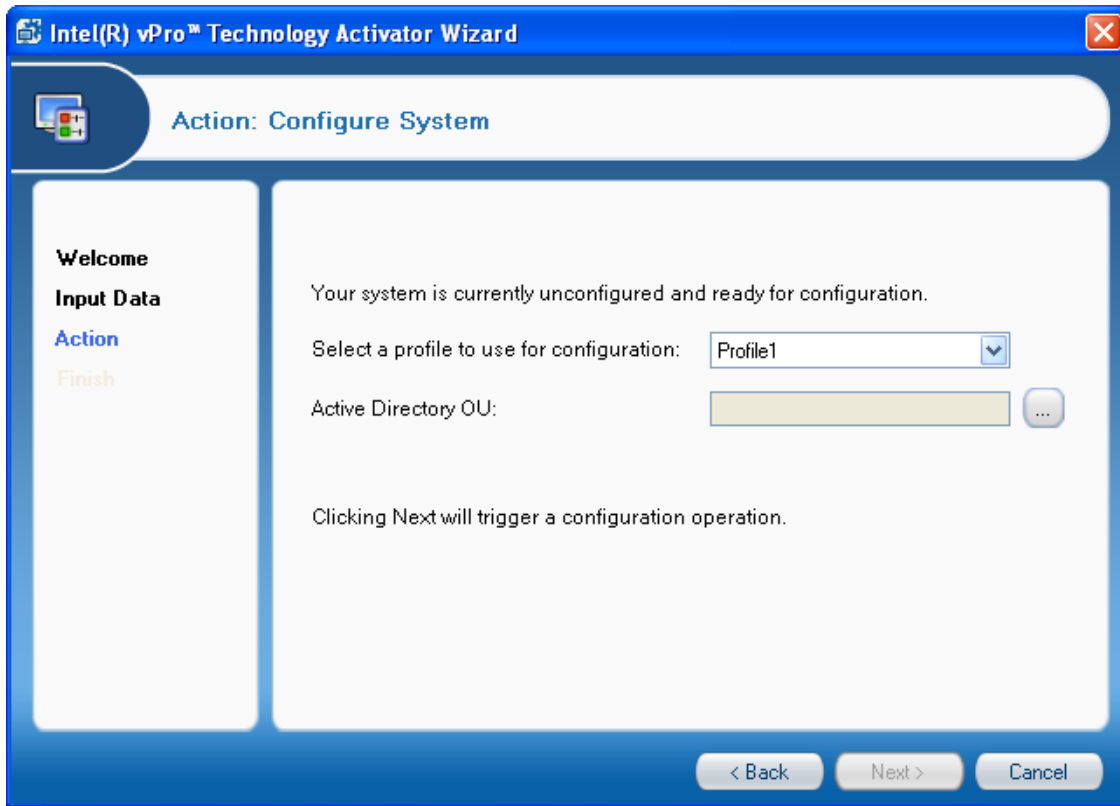 Intel(R) vPro™ Technology Activator Wizard
Action: Configure System
Welcome
Input Data
Action
Finish
Your system is currently unconfigured and ready for configuration.
Select a profile to use for configuration: Profile1
Active Directory OU: ...
Clicking Next will trigger a configuration operation.
< Back Next > Cancel